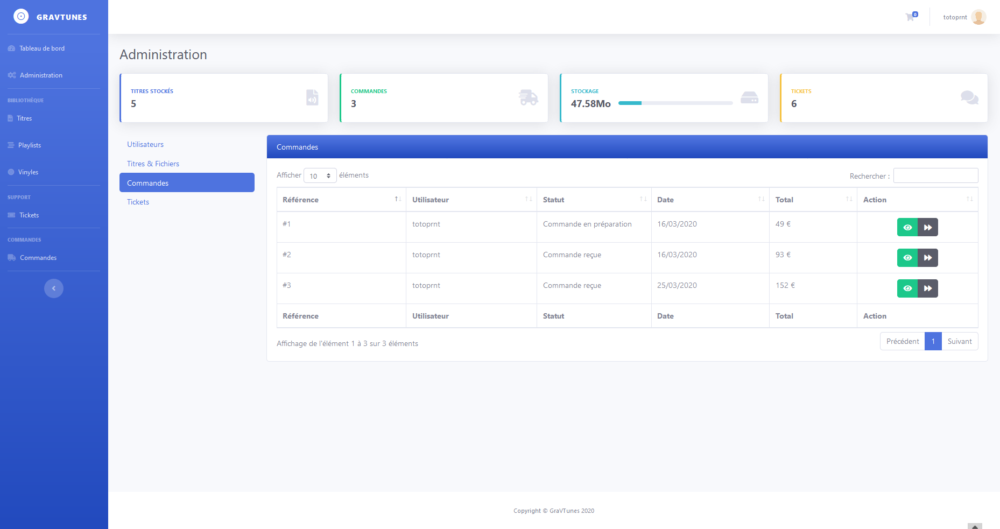 GRAVTUNES
0
totoprnt
Tableau de bord
Administration
BIBLIOTHÈQUE
Titres
Playlists
Vinyles
SUPPORT
Tickets
COMMANDES
Commandes
Administration
TITRES STOCKÉS
5
COMMANDES
3
STOCKAGE
47.58Mo
TICKETS
6
Utilisateurs
Titres & Fichiers
Commandes
Tickets
Commandes
Afficher 10 éléments
Rechercher :
Référence Utilisateur Statut Date Total Action
#1 totoprnt Commande en préparation 16/03/2020 49 €
#2 totoprnt Commande reçue 16/03/2020 93 €
#3 totoprnt Commande reçue 25/03/2020 152 €
Référence Utilisateur Statut Date Total Action
Affichage de l'élément 1 à 3 sur 3 éléments
Précédent 1 Suivant
Copyright © GraVTunes 2020